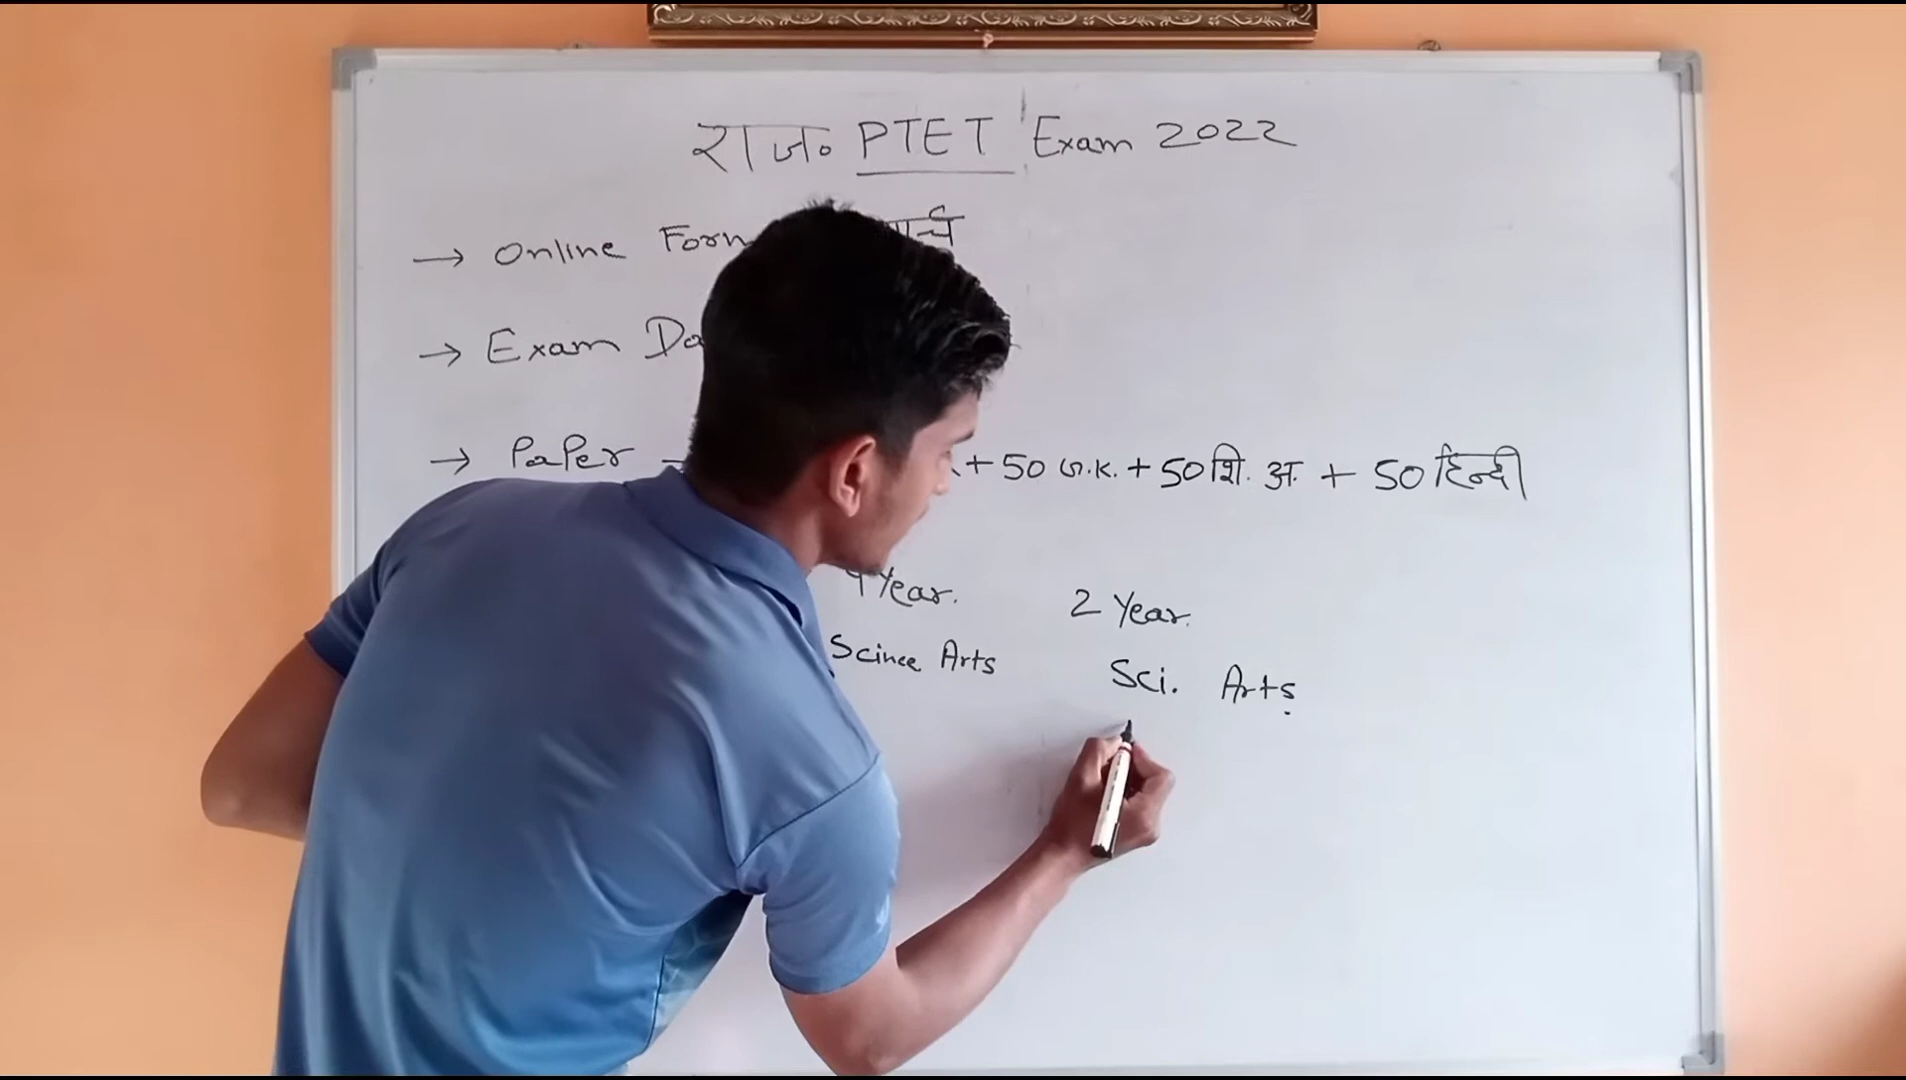 राज० PTET Exam 2022
→ Online Form मार्च
→ Exam Da
→ PaPer → + 50 G.K. + 50 शि. अ. + 50 हिन्दी
4 Year. 2 Year.
Scince Arts Sci. Arts